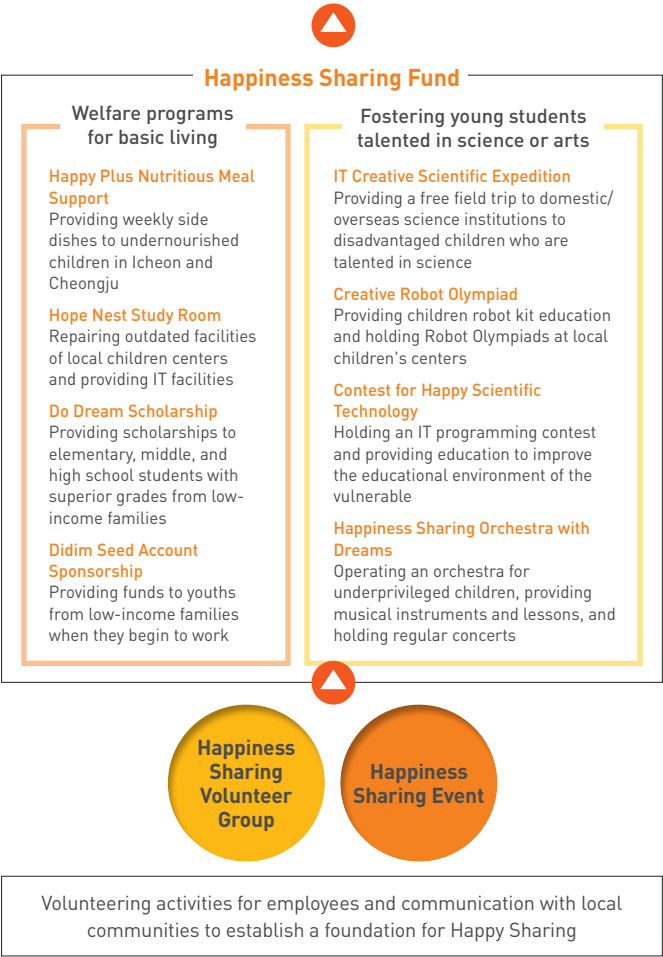 Happiness Sharing Fund
Welfare programs
for basic living
Happy Plus Nutritious Meal
Support
Providing weekly side
dishes to undernourished
children in Icheon and
Cheongju
Hope Nest Study Room
Repairing outdated facilities
of local children centers
and providing IT facilities
Do Dream Scholarship
Providing scholarships to
elementary, middle, and
high school students with
superior grades from low-
income families
Didim Seed Account
Sponsorship
Providing funds to youths
from low-income families
when they begin to work
Fostering young students
talented in science or arts
IT Creative Scientific Expedition
Providing a free field trip to domestic/
overseas science institutions to
disadvantaged children who are
talented in science
Creative Robot Olympiad
Providing children robot kit education
and holding Robot Olympiads at local
children's centers
Contest for Happy Scientific
Technology
Holding an IT programming contest
and providing education to improve
the educational environment of the
vulnerable
Happiness Sharing Orchestra with
Dreams
Operating an orchestra for
underprivileged children, providing
musical instruments and lessons, and
holding regular concerts
Happiness
Sharing
Volunteer
Group
Happiness
Sharing Event
Volunteering activities for employees and communication with local
communities to establish a foundation for Happy Sharing